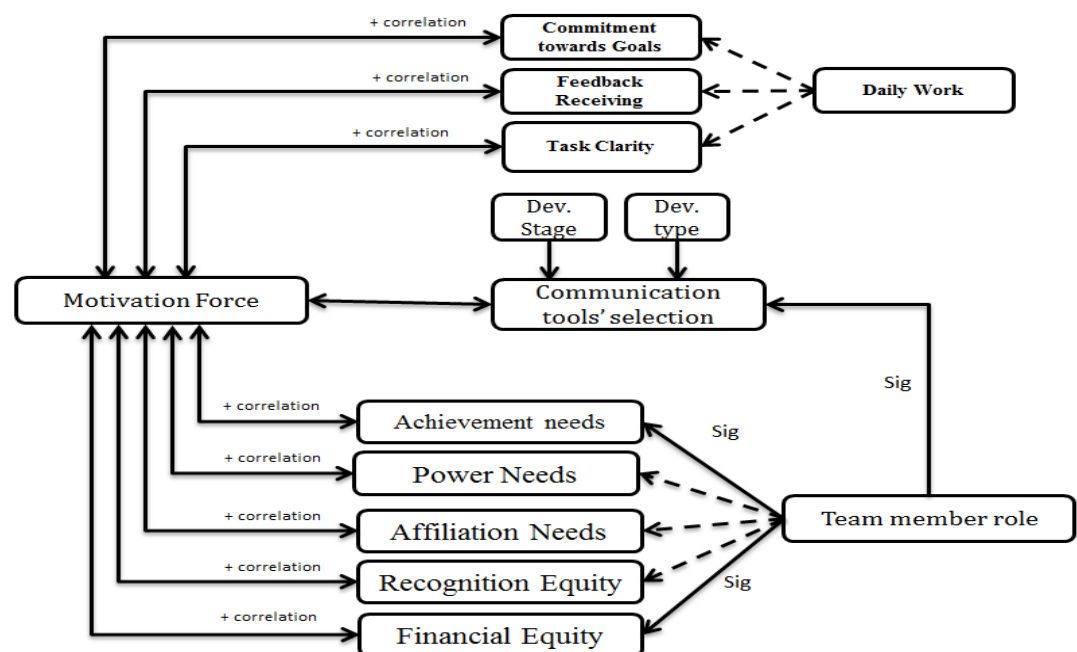 + correlation
Commitment
towards Goals
+ correlation
Feedback
Receiving
Daily Work
+ correlation
Task Clarity
Dev.
Stage
Dev.
type
Motivation Force
Communication
tools' selection
Sig
+ correlation
Achievement needs
Sig
+ correlation
Power Needs
+ correlation
Affiliation Needs
Team member role
+ correlation
Recognition Equity
Sig
+ correlation
Financial Equity